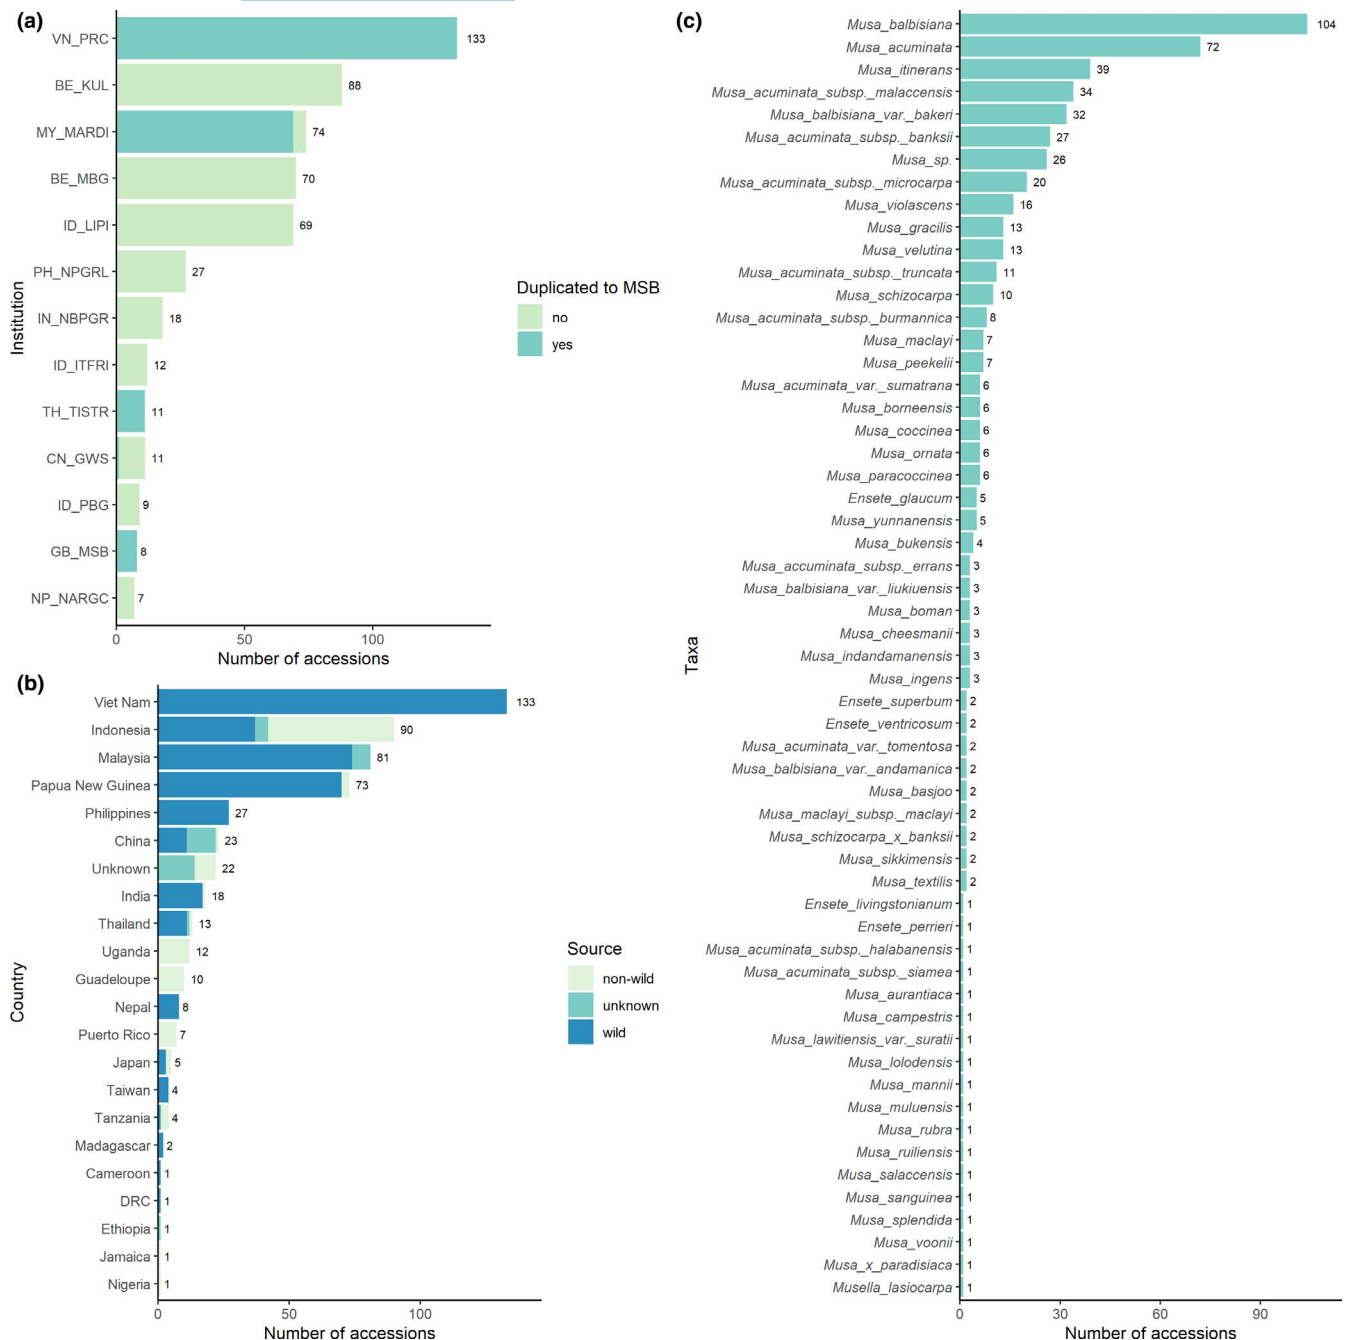 (a)
VN_PRC 133
BE_KUL 88
MY_MARDI 74
BE_MBG 70
ID_LIPI 69
PH_NPGRL 27
IN_NBPGR 18
ID_ITFRI 12
TH_TISTR 11
CN_GWS 11
ID_PBG 9
GB_MSB 8
NP_NARGC 7
Institution
0 50 100
Number of accessions
Duplicated to MSB
no
yes
(b)
Viet Nam 133
Indonesia 90
Malaysia 81
Papua New Guinea 73
Philippines 27
China 23
Unknown 22
India 18
Thailand 13
Uganda 12
Guadeloupe 10
Nepal 8
Puerto Rico 7
Japan 5
Taiwan 4
Tanzania 4
Madagascar 2
Cameroon 1
DRC 1
Ethiopia 1
Jamaica 1
Nigeria 1
Country
0 50 100
Number of accessions
Source
non-wild
unknown
wild
(c)
Musa_balbisiana 104
Musa_acuminata 72
Musa_itinerans 39
Musa_acuminata_subsp._malaccensis 34
Musa_balbisiana_var._bakeri 32
Musa_acuminata_subsp._banksii 27
Musa_sp. 26
Musa_acuminata_subsp._microcarpa 20
Musa_violascens 16
Musa_gracilis 13
Musa_velutina 13
Musa_acuminata_subsp._truncata 11
Musa_schizocarpa 10
Musa_acuminata_subsp._burmannica 8
Musa_maclayi 7
Musa_peekelii 7
Musa_acuminata_var._sumatrana 6
Musa_borneensis 6
Musa_coccinea 6
Musa_ornata 6
Musa_paracoccinea 6
Ensete_glaucum 5
Musa_yunnanensis 5
Musa_bukensis 4
Musa_accuminata_subsp._errans 3
Musa_balbisiana_var._liukiuensis 3
Musa_boman 3
Musa_cheesmanii 3
Musa_indandamanensis 3
Musa_ingens 3
Ensete_superbum 2
Ensete_ventricosum 2
Musa_acuminata_var._tomentosa 2
Musa_balbisiana_var._andamanica 2
Musa_basjoo 2
Musa_maclayi_subsp._maclayi 2
Musa_schizocarpa_x_banksii 2
Musa_sikkimensis 2
Musa_textilis 2
Ensete_livingstonianum 1
Ensete_perrieri 1
Musa_acuminata_subsp._halabanensis 1
Musa_acuminata_subsp._siamea 1
Musa_aurantiaca 1
Musa_campestris 1
Musa_lawitiensis_var._suratii 1
Musa_lolodensis 1
Musa_mannii 1
Musa_muluensis 1
Musa_rubra 1
Musa_ruiliensis 1
Musa_salaccensis 1
Musa_sanguinea 1
Musa_splendida 1
Musa_voonii 1
Musa_x_paradisiaca 1
Musella_lasiocarpa 1
Taxa
0 30 60 90
Number of accessions